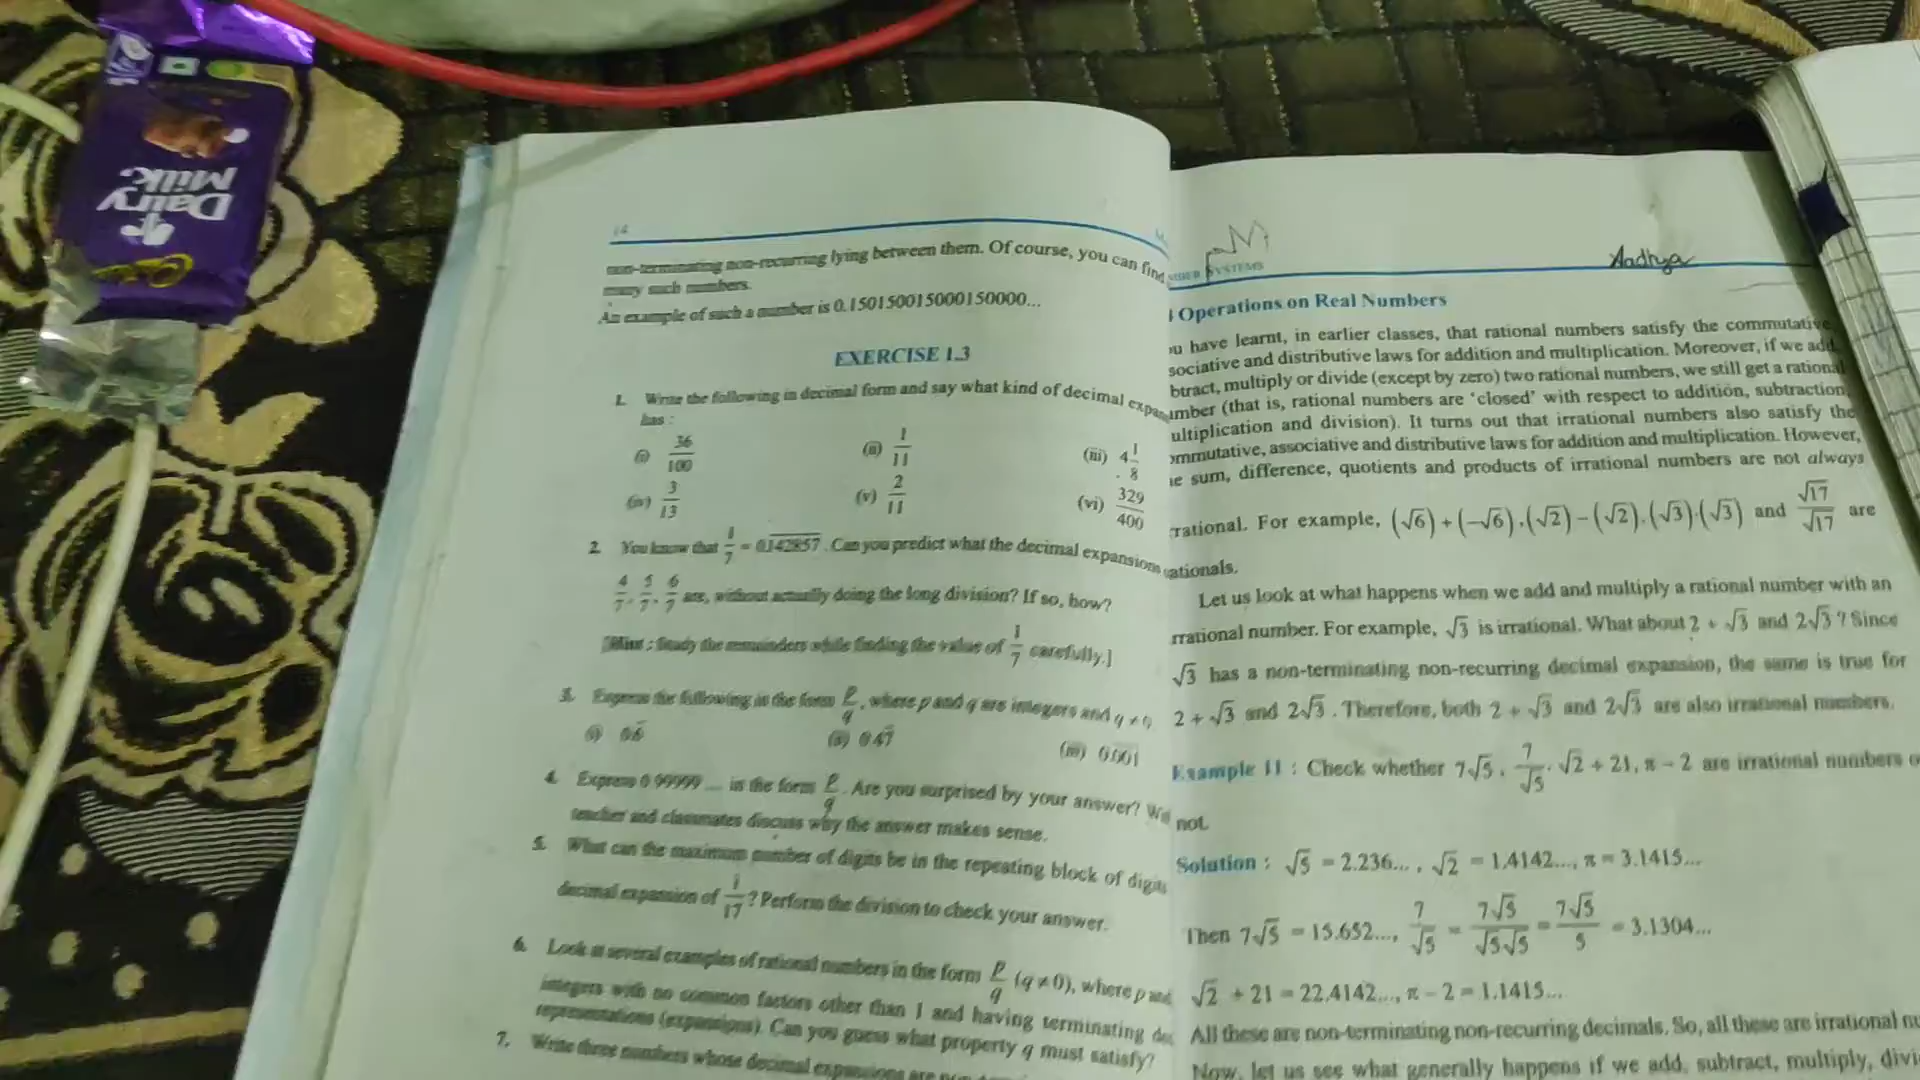 Dairy
Milk
14
non-terminating non-recurring lying between them. Of course, you can find
many such numbers.
An example of such a number is 0.150150015000150000...
EXERCISE 1.3
1. Write the following in decimal form and say what kind of decimal
has :
(i) 36/100 (ii) 1/11 (iii) 4 1/8
(iv) 3/13 (v) 2/11 (vi) 329/400
2. You know that 1/7 = 0.\overline{142857}. Can you predict what the decimal expansions
4/7, 5/7, 6/7 are, without actually doing the long division? If so, how?
[Hint : Study the remainders while finding the value of 1/7 carefully.]
3. Express the following in the form p/q, where p and q are integers and q ≠ 0
(i) 0.\overline{6} (ii) 0.4\overline{7} (iii) 0.\overline{001}
4. Express 0.99999 .... in the form p/q. Are you surprised by your answer?
teacher and classmates discuss why the answer makes sense.
5. What can the maximum number of digits be in the repeating block of digits
decimal expansion of 1/17? Perform the division to check your answer.
6. Look at several examples of rational numbers in the form p/q (q ≠ 0), where p and
integers with no common factors other than 1 and having terminating
representations (expansions). Can you guess what property q must satisfy?
7. Write three numbers whose decimal expansions are
SYSTEMS
Aadhya
Operations on Real Numbers
have learnt, in earlier classes, that rational numbers satisfy the commutative
sociative and distributive laws for addition and multiplication. Moreover, if we add
btract, multiply or divide (except by zero) two rational numbers, we still get a rational
umber (that is, rational numbers are ‘closed’ with respect to addition, subtraction,
ultiplication and division). It turns out that irrational numbers also satisfy the
ommutative, associative and distributive laws for addition and multiplication. However,
sum, difference, quotients and products of irrational numbers are not always
rrational. For example, (√6) + (−√6), (√2) − (√2), (√3)·(√3) and √17/√17 are
ationals.
Let us look at what happens when we add and multiply a rational number with an
rrational number. For example, √3 is irrational. What about 2 + √3 and 2√3 ? Since
√3 has a non-terminating non-recurring decimal expansion, the same is true for
2 + √3 and 2√3. Therefore, both 2 + √3 and 2√3 are also irrational numbers.
Example 11 : Check whether 7√5, 7/√5, √2 + 21, π − 2 are irrational numbers
not.
Solution : √5 = 2.236... , √2 = 1.4142..., π = 3.1415...
Then 7√5 = 15.652..., 7/√5 = 7√5/√5√5 = 7√5/5 = 3.1304...
√2 + 21 = 22.4142..., π − 2 = 1.1415...
All these are non-terminating non-recurring decimals. So, all these are irrational
Now, let us see what generally happens if we add, subtract, multiply,